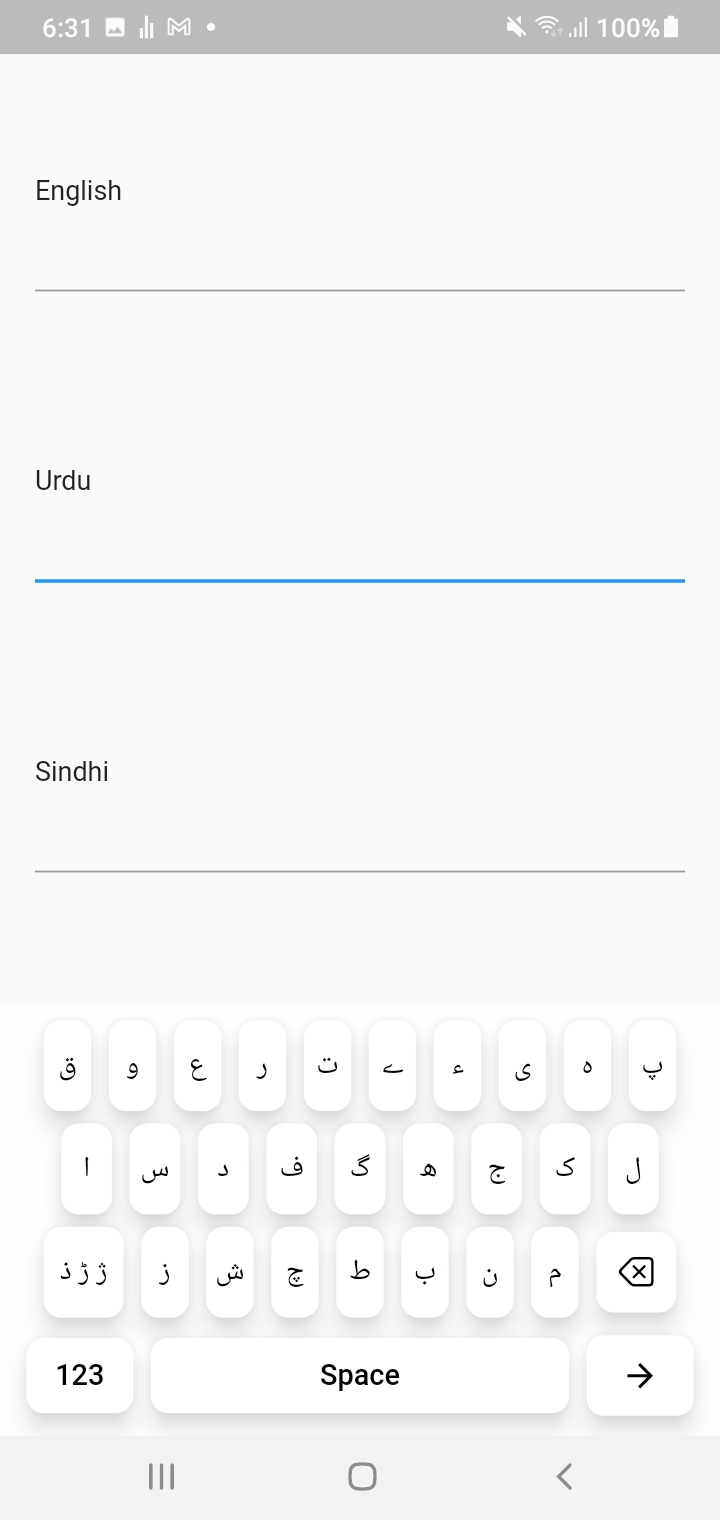 6:31 100%
English
Urdu
Sindhi
ق و ع ر ت ے ء ی ہ پ
ا س د ف گ ھ ج ک ل
ژ ڑ ذ ز ش چ ط ب ن م
123 Space